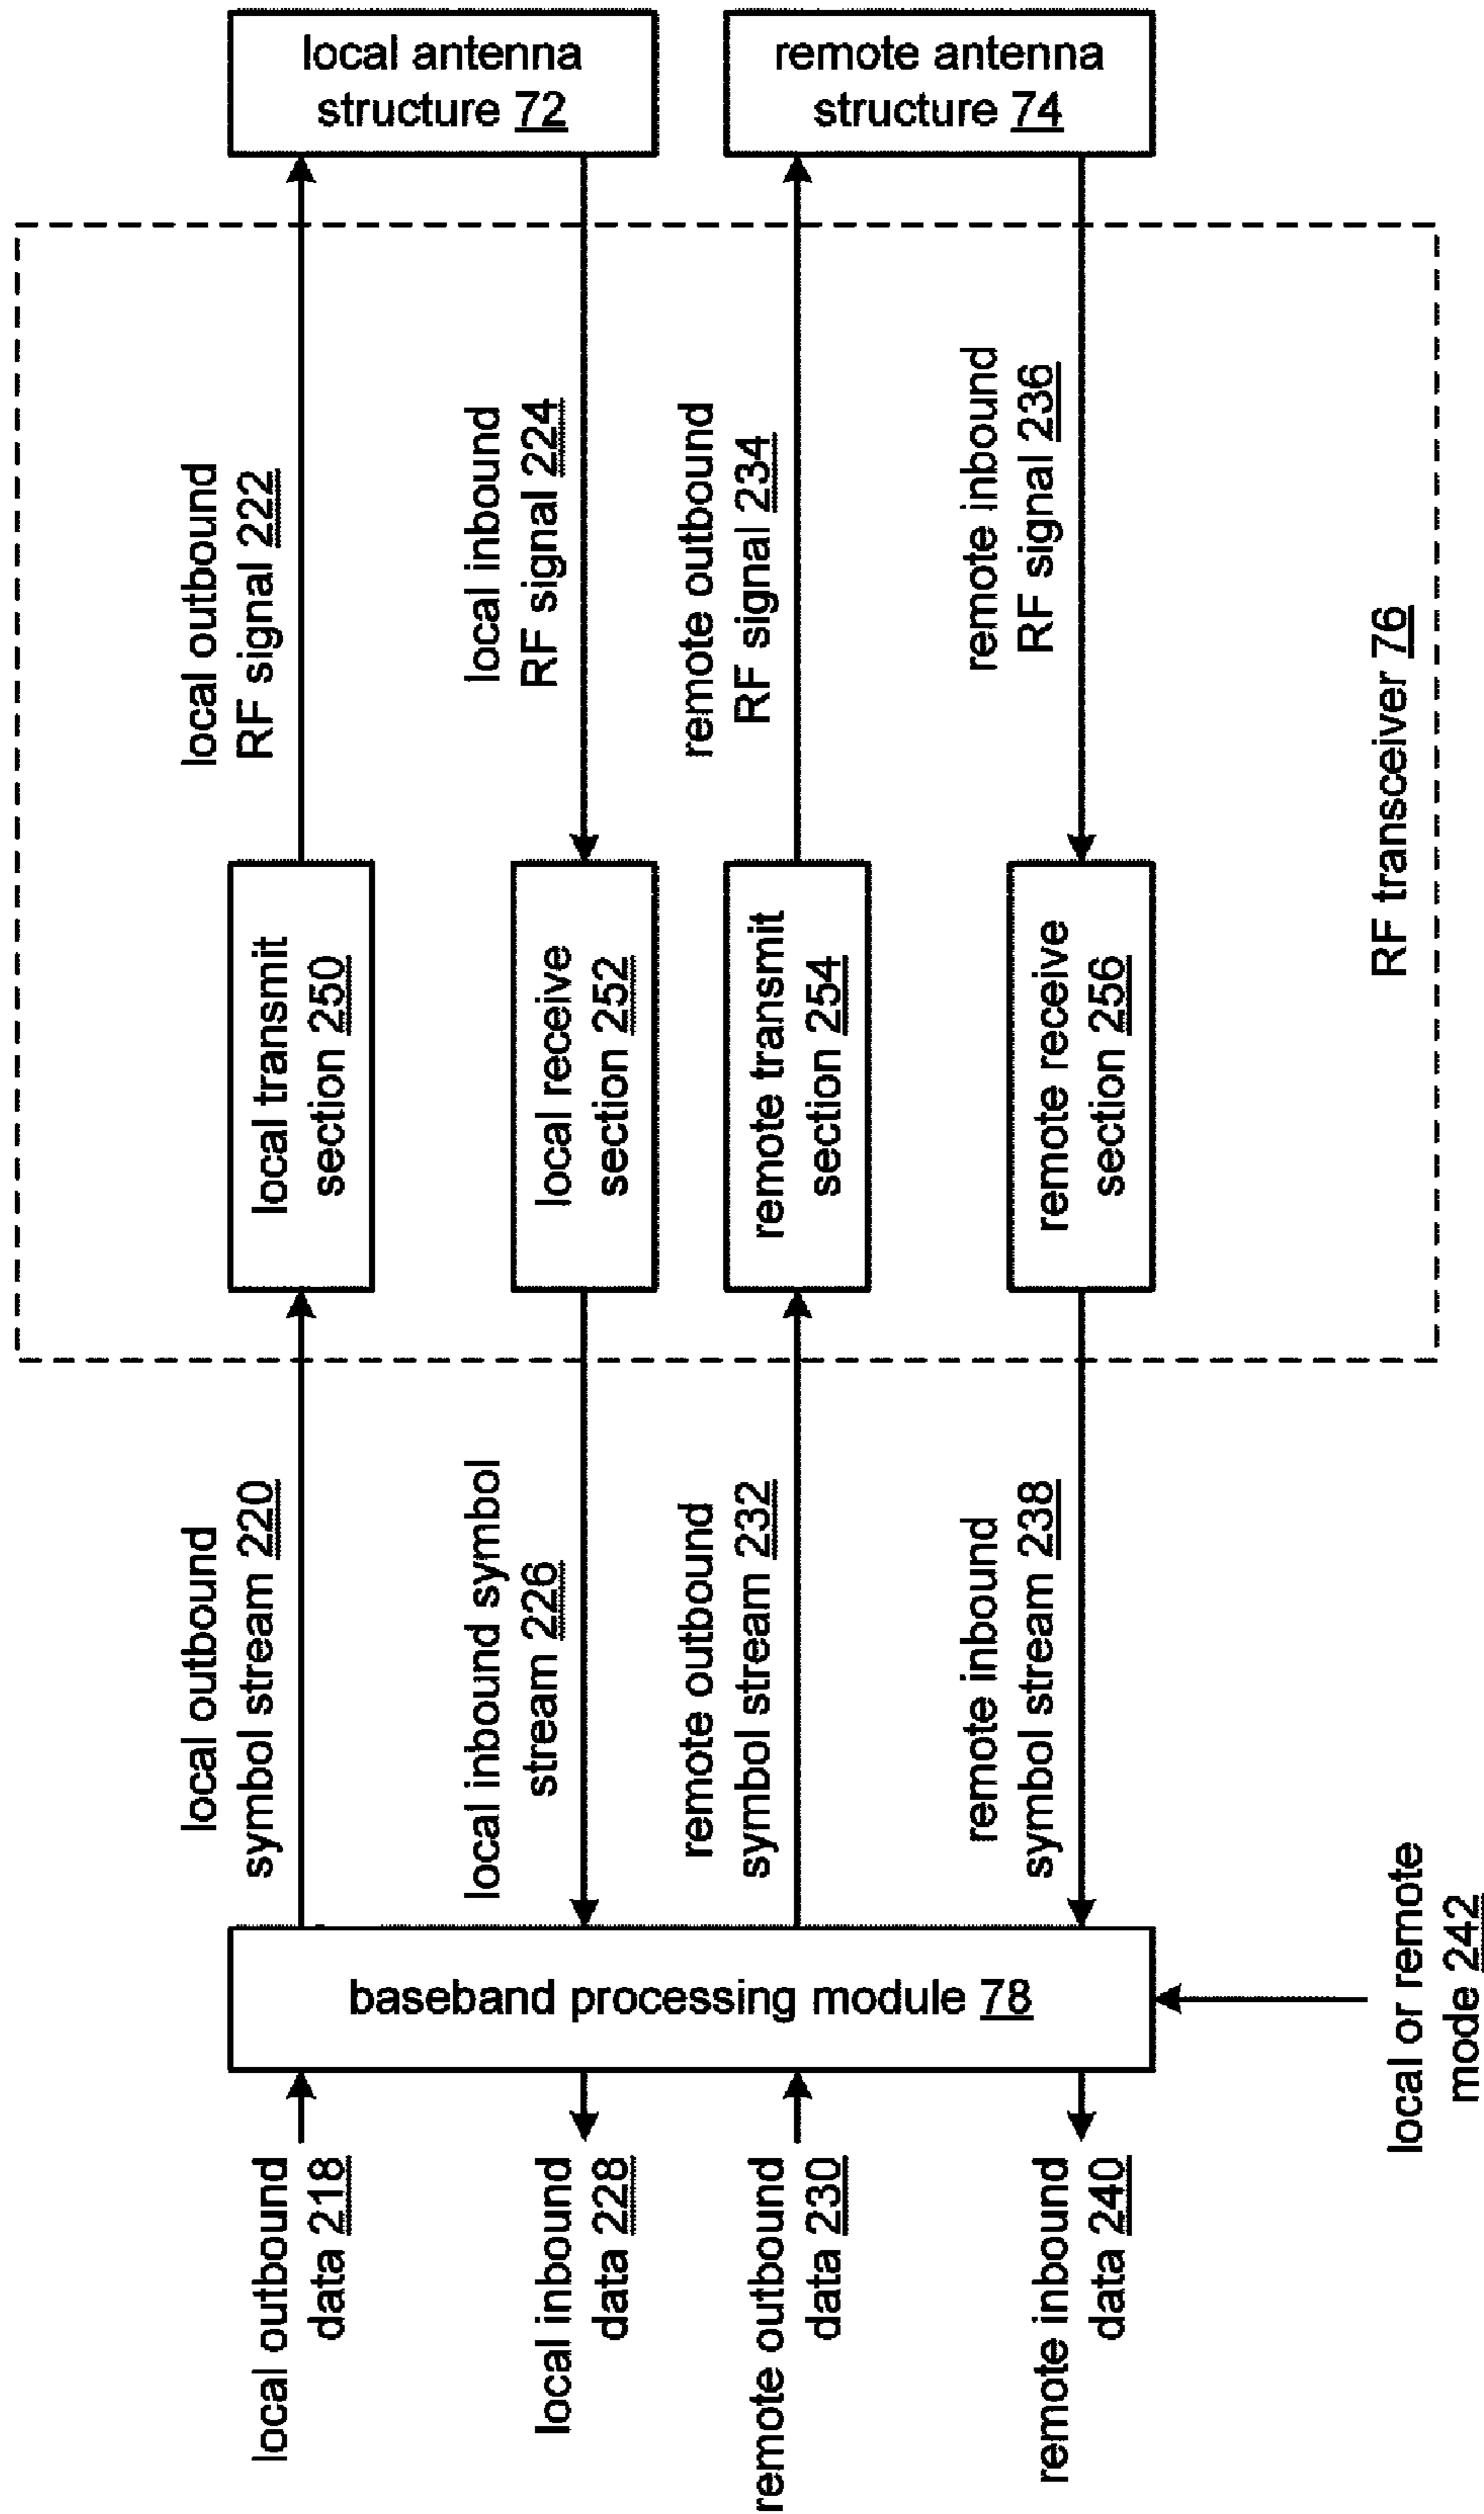 local antenna
structure 72
remote antenna
structure 74
local outbound
RF signal 222
local inbound
RF signal 224
remote outbound
RF signal 234
remote inbound
RF signal 236
local transmit
section 250
local receive
section 252
remote transmit
section 254
remote receive
section 256
RF transceiver 76
local outbound
symbol stream 220
local inbound symbol
stream 226
remote outbound
symbol stream 232
remote inbound
symbol stream 238
baseband processing module 78
local outbound
data 218
local inbound
data 228
remote outbound
data 230
remote inbound
data 240
local or remote
mode 242